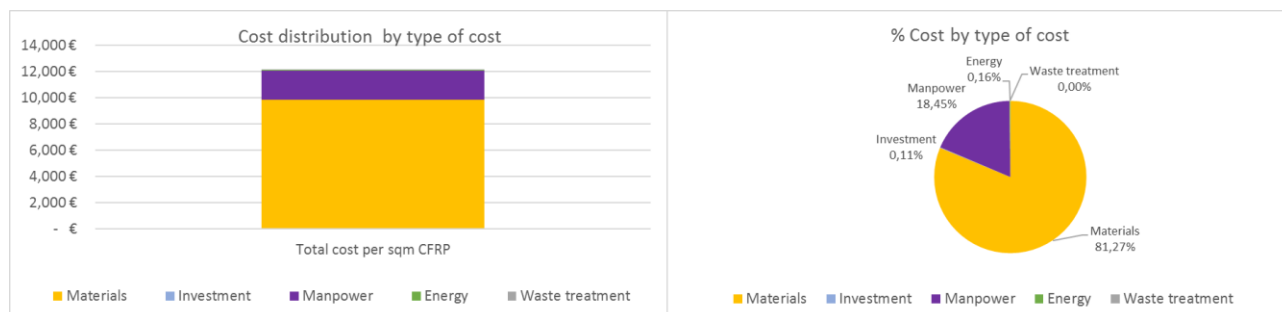 Cost distribution by type of cost
14,000 €
12,000 €
10,000 €
8,000 €
6,000 €
4,000 €
2,000 €
- €
Total cost per sqm CFRP
Materials Investment Manpower Energy Waste treatment
% Cost by type of cost
Energy
0,16%
Waste treatment
0,00%
Manpower
18,45%
Investment
0,11%
Materials
81,27%
Materials Investment Manpower Energy Waste treatment